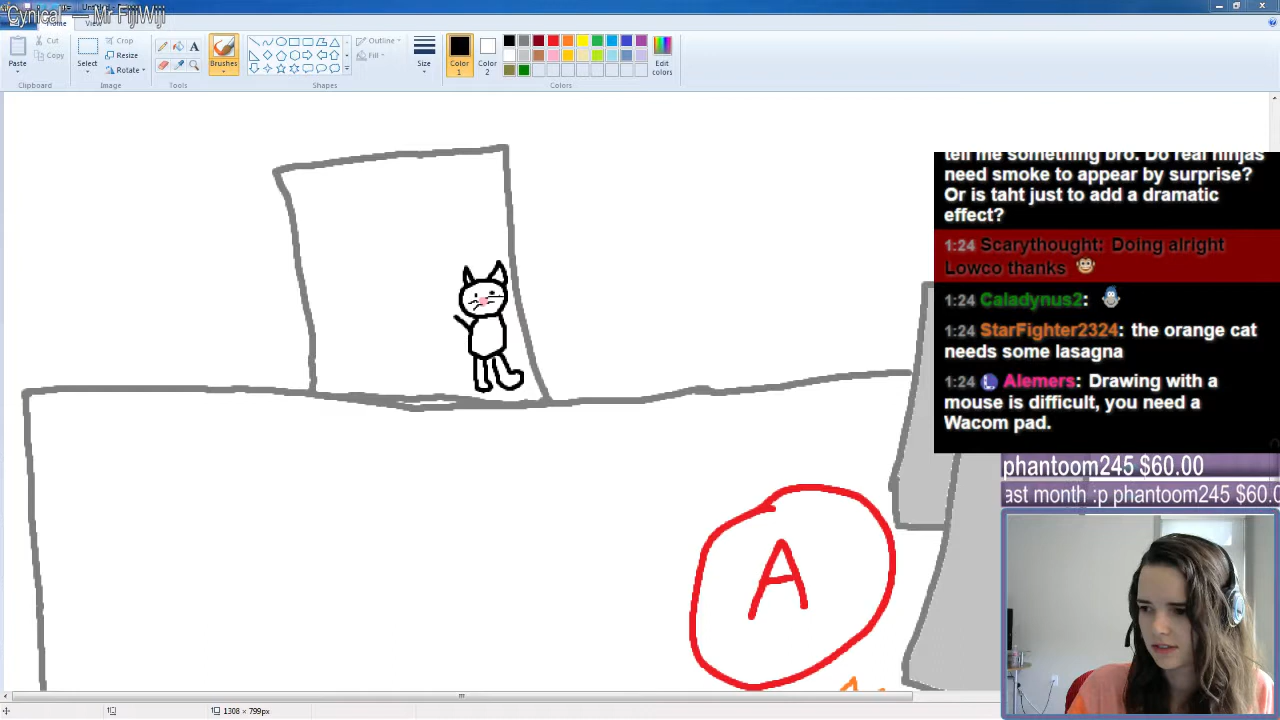 "Cynical" — Mr FijiWiji
Home
View
Paste
Cut
Copy
Clipboard
Select
Crop
Resize
Rotate
Image
A
Tools
Brushes
Shapes
Outline
Fill
Size
Color 1
Color 2
Edit colors
Colors
tell me something bro. Do real ninjas
need smoke to appear by surprise?
Or is taht just to add a dramatic
effect?
1:24 Scarythought: Doing alright
Lowco thanks
1:24 Caladynus2:
1:24 StarFighter2324: the orange cat
needs some lasagna
1:24 Alemers: Drawing with a
mouse is difficult, you need a
Wacom pad.
phantoom245 $60.00
ast month :p phantoom245 $60.0
A
1308 × 799px